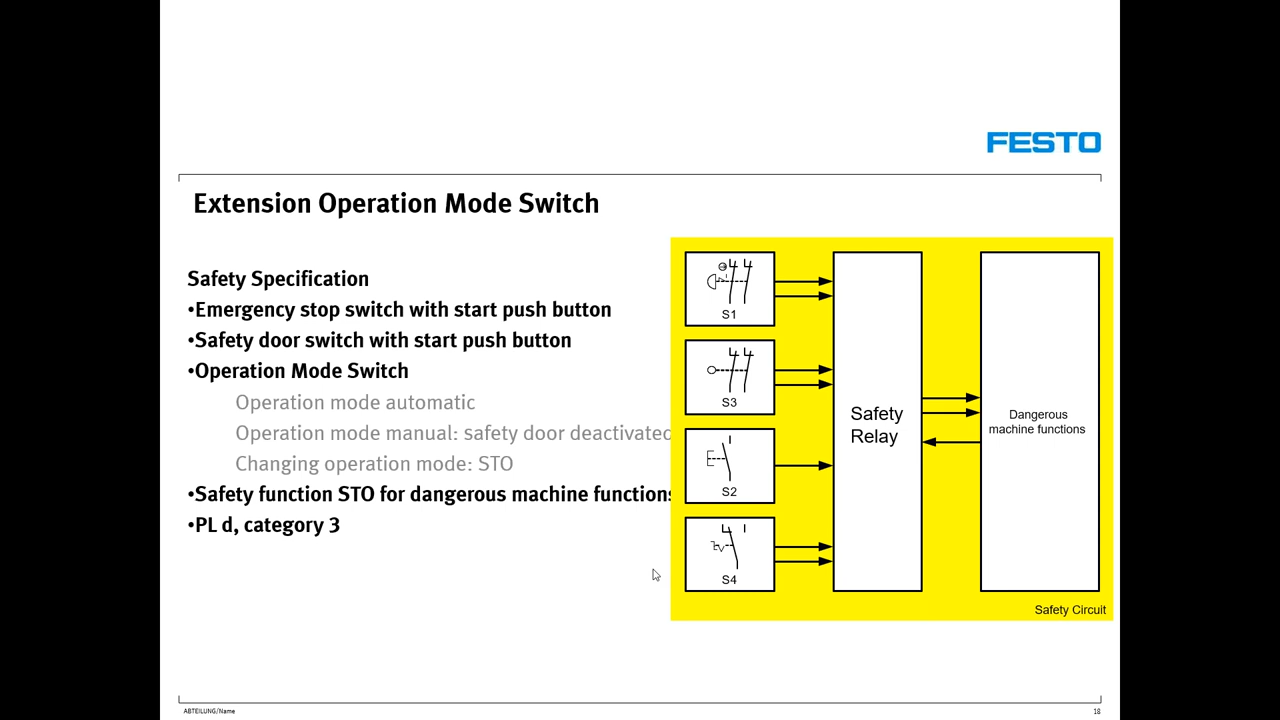 FESTO
Extension Operation Mode Switch
Safety Specification
•Emergency stop switch with start push button
•Safety door switch with start push button
•Operation Mode Switch
Operation mode automatic
Operation mode manual: safety door deactivated
Changing operation mode: STO
•Safety function STO for dangerous machine functions
•PL d, category 3
S1
S3
S2
S4
Safety
Relay
Dangerous
machine functions
Safety Circuit
ABTEILUNG/Name
18